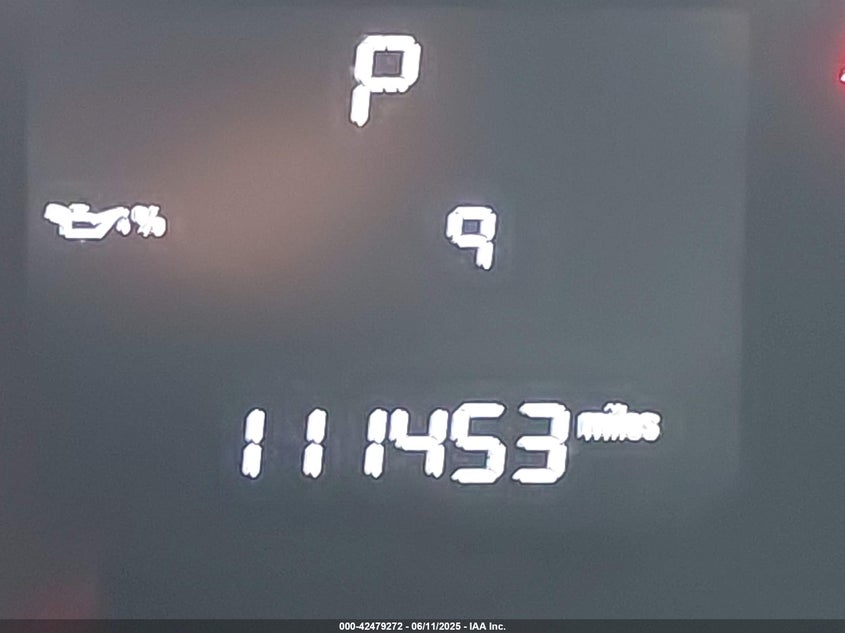 P
% 9
111453 miles
000-42479272 - 06/11/2025 - IAA Inc.